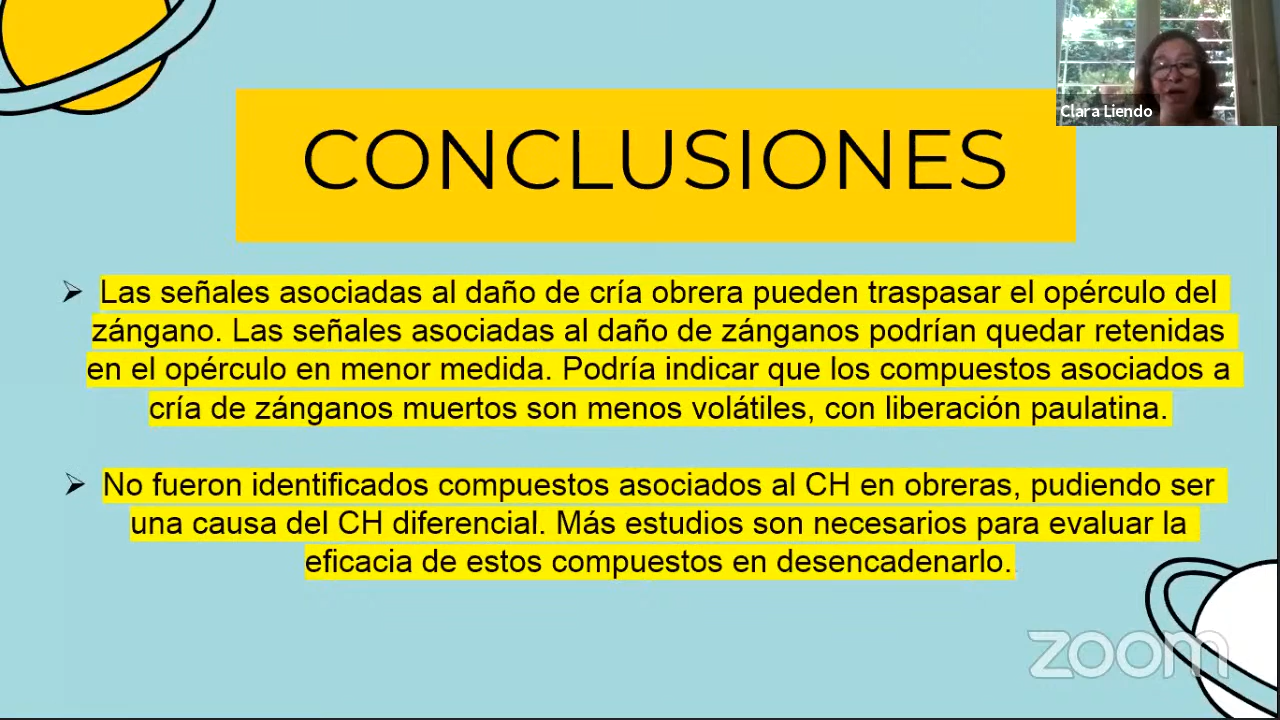 Clara Liendo
CONCLUSIONES
➢ Las señales asociadas al daño de cría obrera pueden traspasar el opérculo del
zángano. Las señales asociadas al daño de zánganos podrían quedar retenidas
en el opérculo en menor medida. Podría indicar que los compuestos asociados a
cría de zánganos muertos son menos volátiles, con liberación paulatina.
➢ No fueron identificados compuestos asociados al CH en obreras, pudiendo ser
una causa del CH diferencial. Más estudios son necesarios para evaluar la
eficacia de estos compuestos en desencadenarlo.
zoom